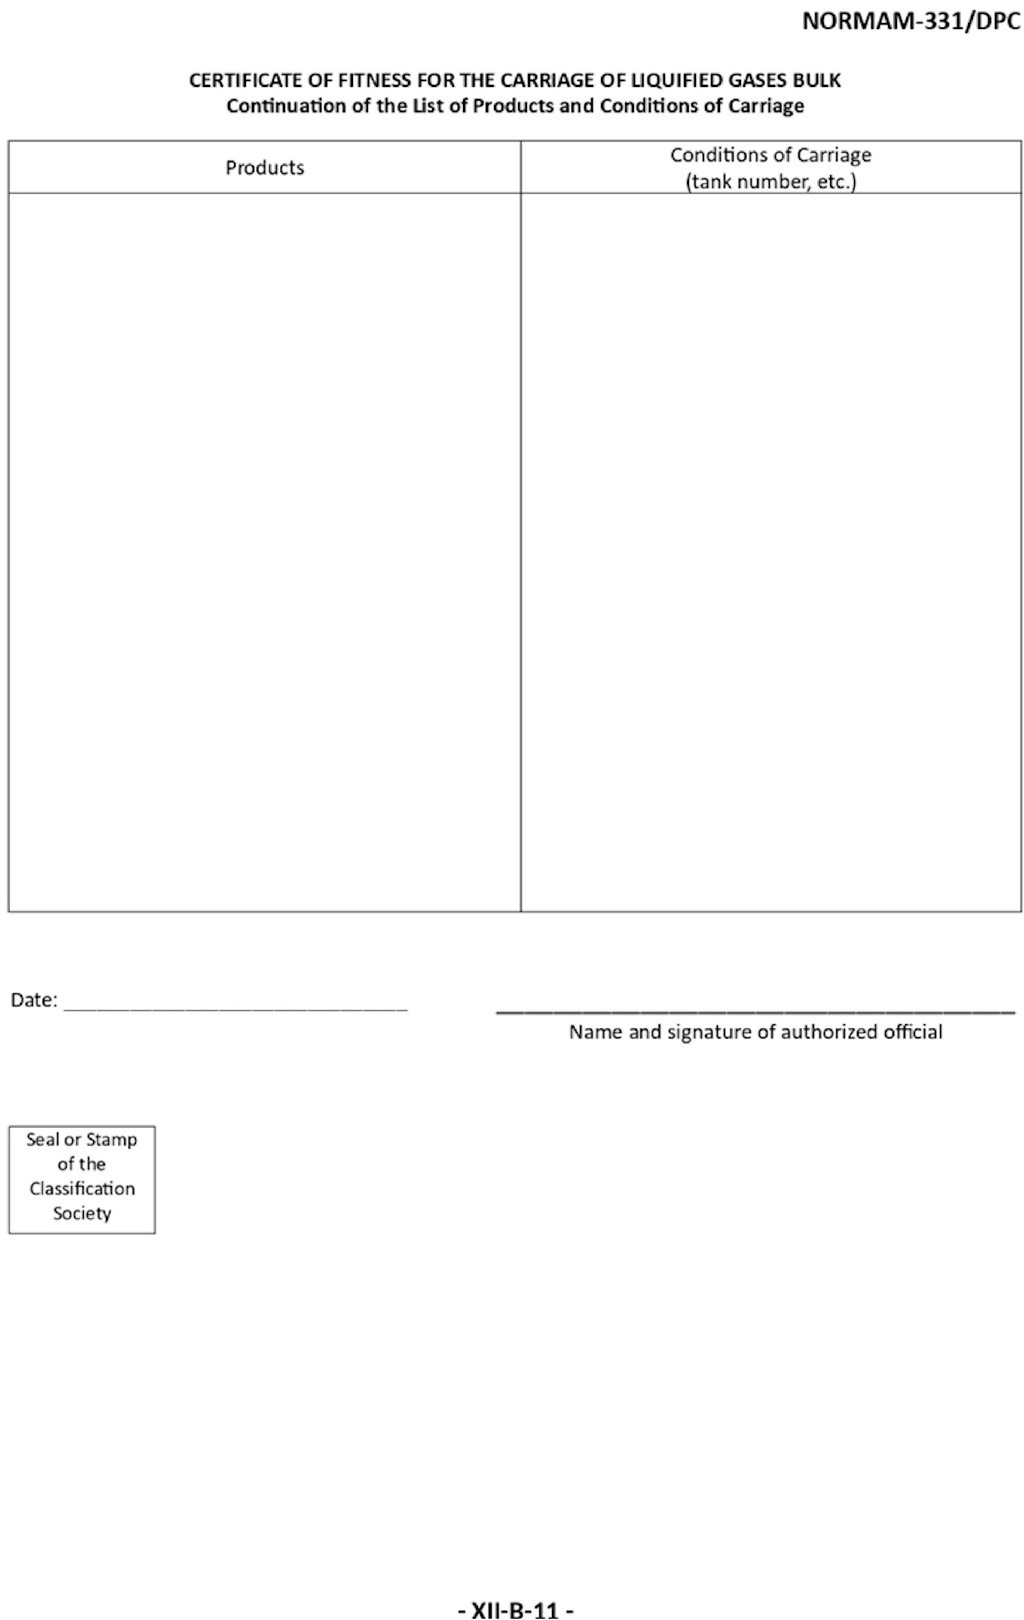 NORMAM-331/DPC
CERTIFICATE OF FITNESS FOR THE CARRIAGE OF LIQUIFIED GASES BULK
Continuation of the List of Products and Conditions of Carriage
Products
Conditions of Carriage
(tank number, etc.)
Date: ________________________________
Name and signature of authorized official
Seal or Stamp
of the
Classification
Society
- XII-B-11 -